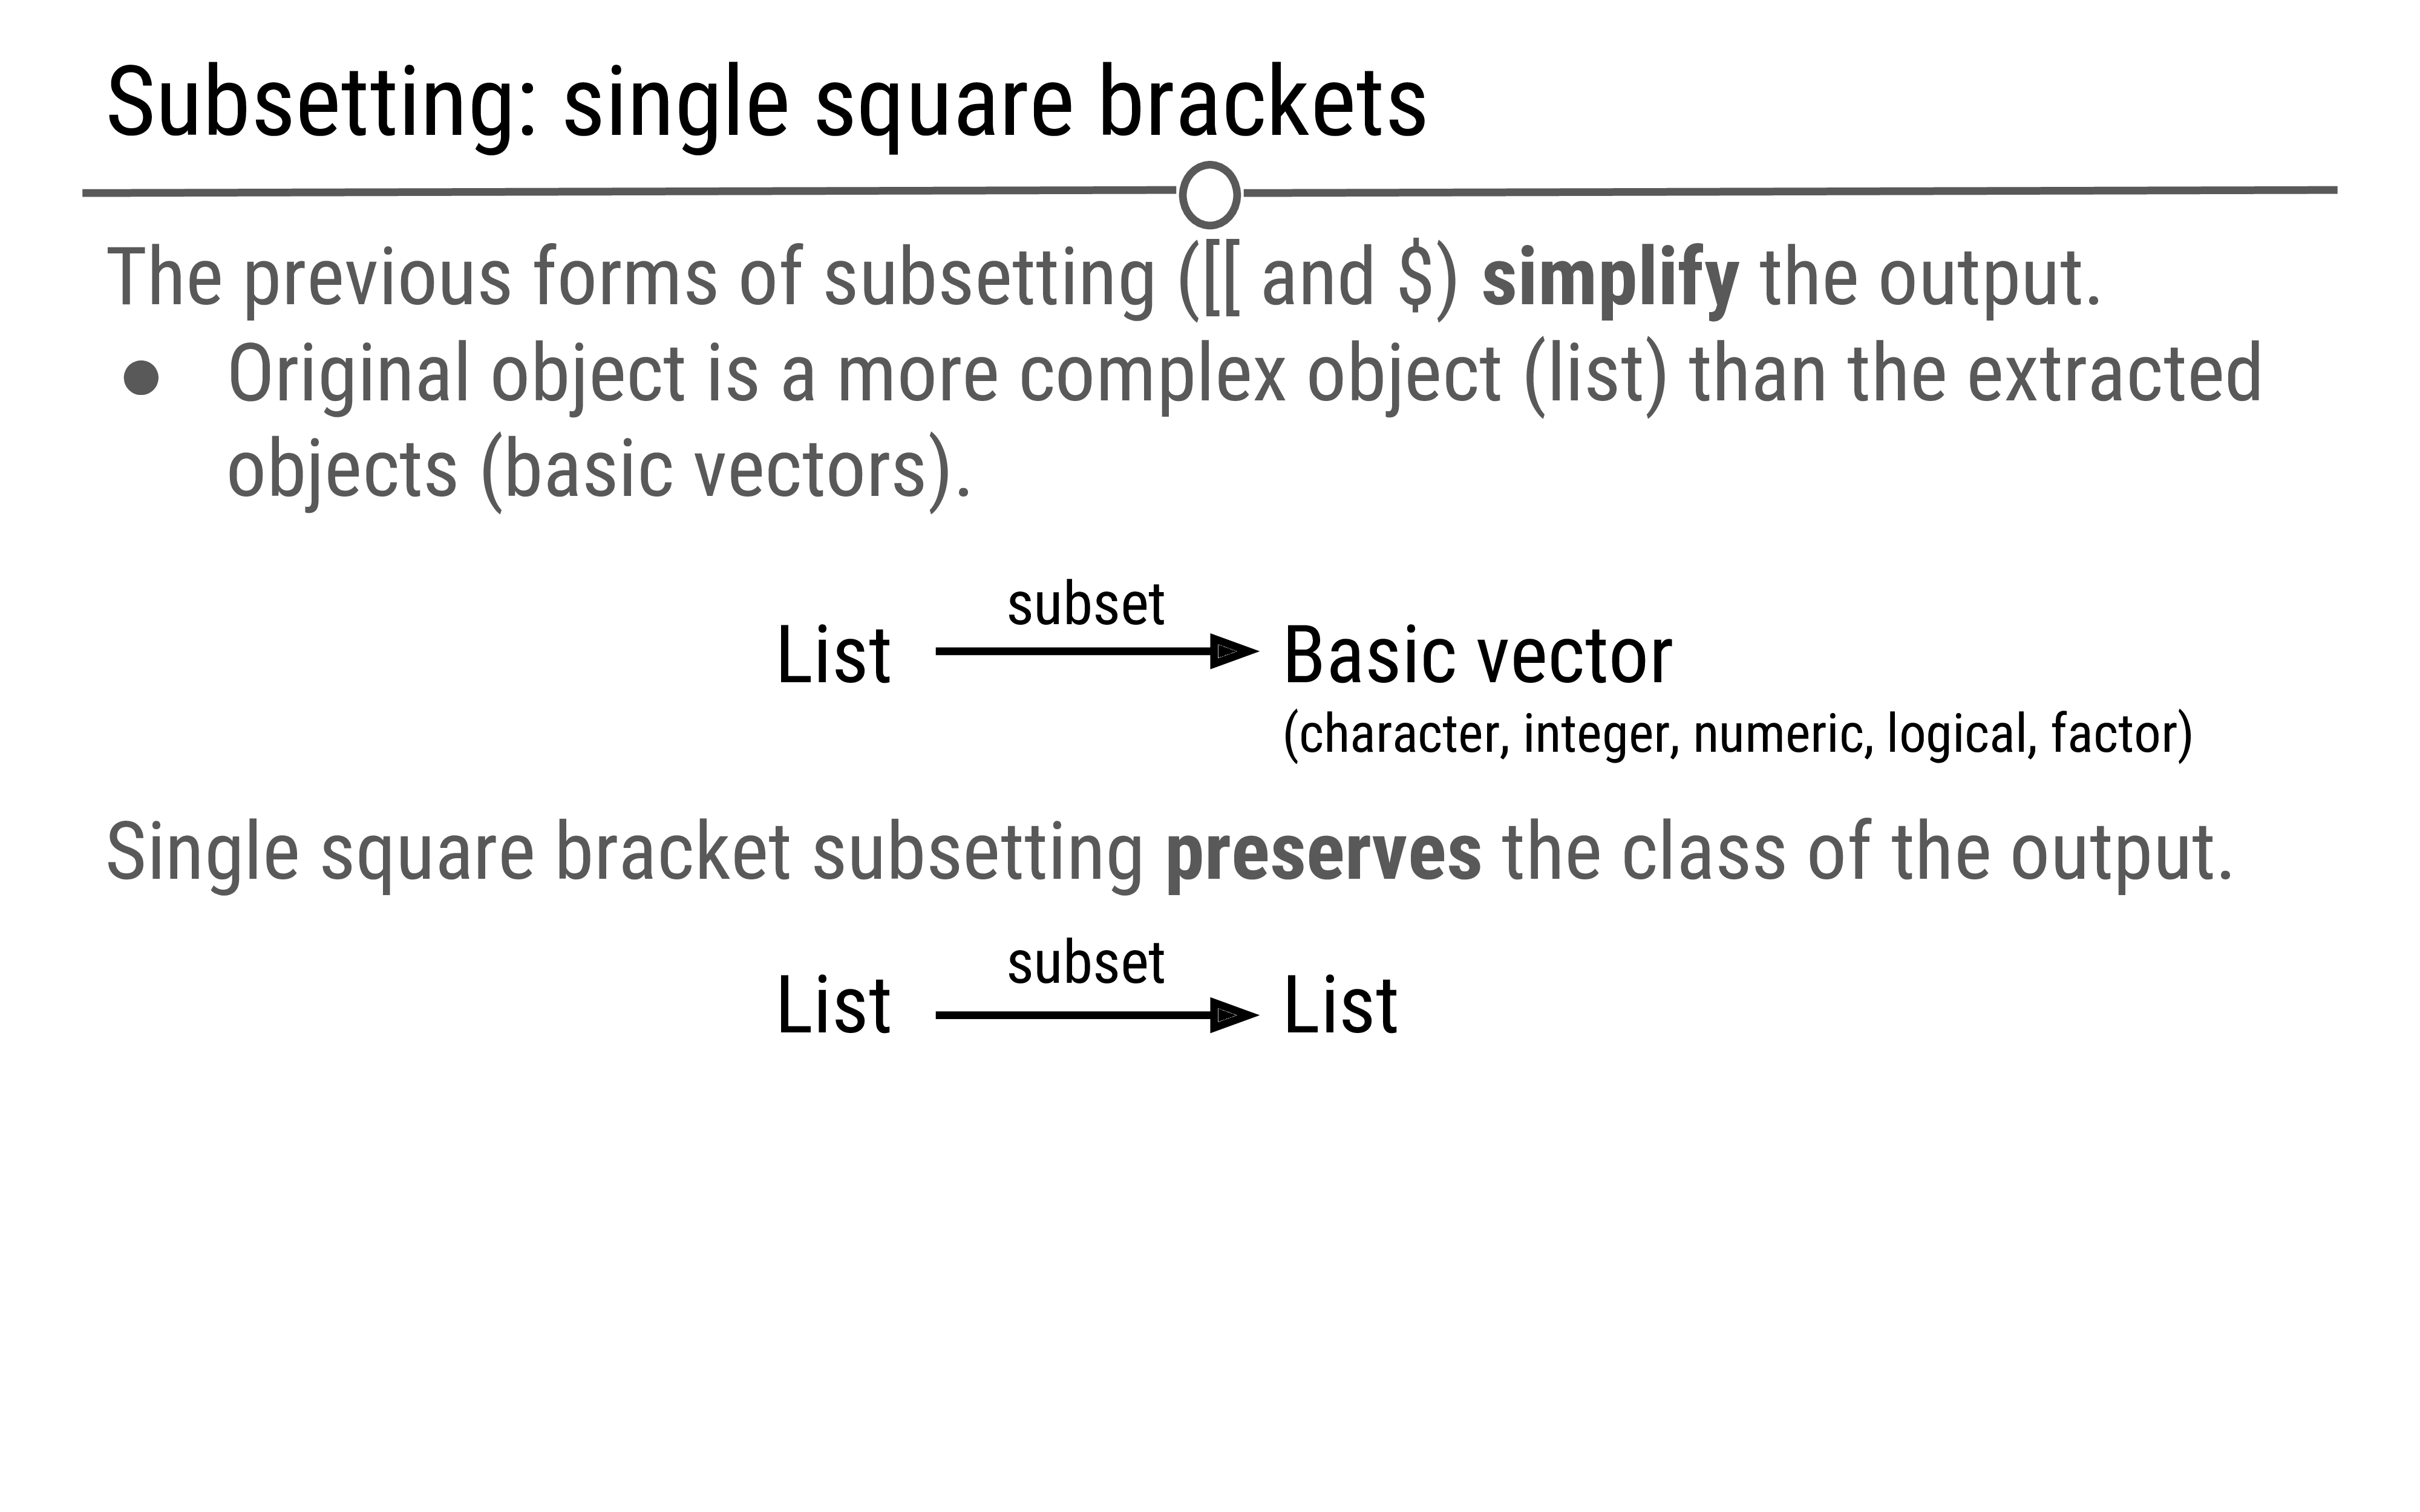 Subsetting: single square brackets
The previous forms of subsetting ([[ and $) simplify the output.
● Original object is a more complex object (list) than the extracted
objects (basic vectors).
subset
List
Basic vector
(character, integer, numeric, logical, factor)
Single square bracket subsetting preserves the class of the output.
subset
List
List